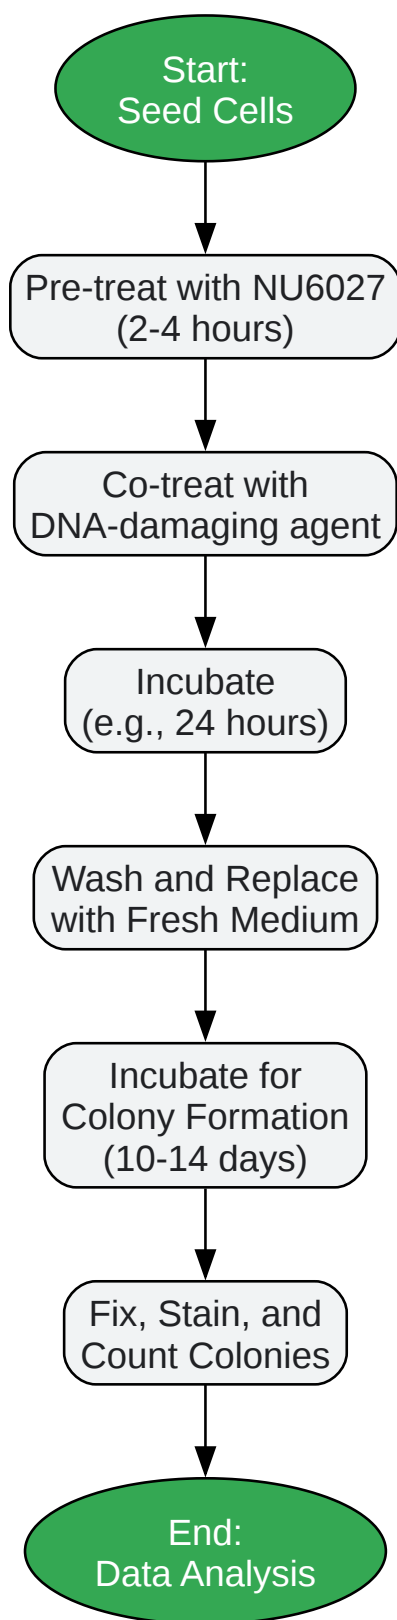 Start:
Seed Cells
Pre-treat with NU6027
(2-4 hours)
Co-treat with
DNA-damaging agent
Incubate
(e.g., 24 hours)
Wash and Replace
with Fresh Medium
Incubate for
Colony Formation
(10-14 days)
Fix, Stain, and
Count Colonies
End:
Data Analysis